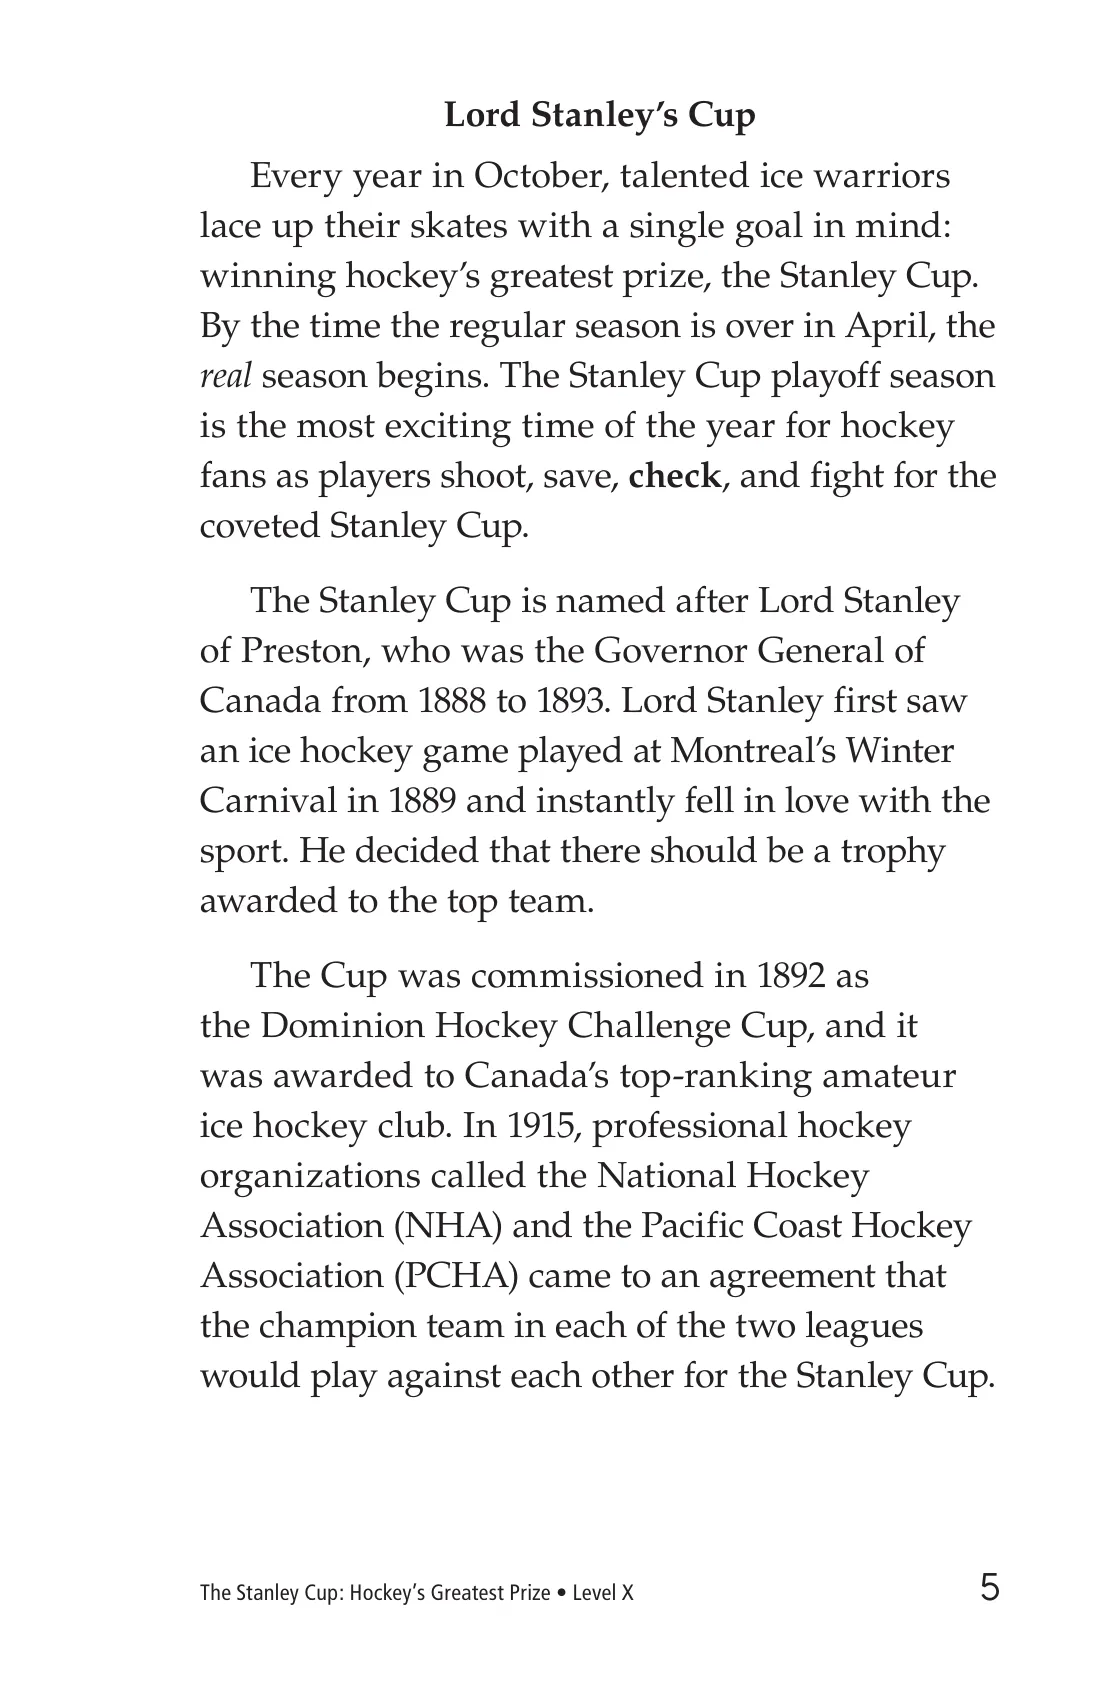 Lord Stanley’s Cup
Every year in October, talented ice warriors
lace up their skates with a single goal in mind:
winning hockey’s greatest prize, the Stanley Cup.
By the time the regular season is over in April, the
real season begins. The Stanley Cup playoff season
is the most exciting time of the year for hockey
fans as players shoot, save, check, and fight for the
coveted Stanley Cup.
The Stanley Cup is named after Lord Stanley
of Preston, who was the Governor General of
Canada from 1888 to 1893. Lord Stanley first saw
an ice hockey game played at Montreal’s Winter
Carnival in 1889 and instantly fell in love with the
sport. He decided that there should be a trophy
awarded to the top team.
The Cup was commissioned in 1892 as
the Dominion Hockey Challenge Cup, and it
was awarded to Canada’s top-ranking amateur
ice hockey club. In 1915, professional hockey
organizations called the National Hockey
Association (NHA) and the Pacific Coast Hockey
Association (PCHA) came to an agreement that
the champion team in each of the two leagues
would play against each other for the Stanley Cup.
The Stanley Cup: Hockey’s Greatest Prize • Level X 5